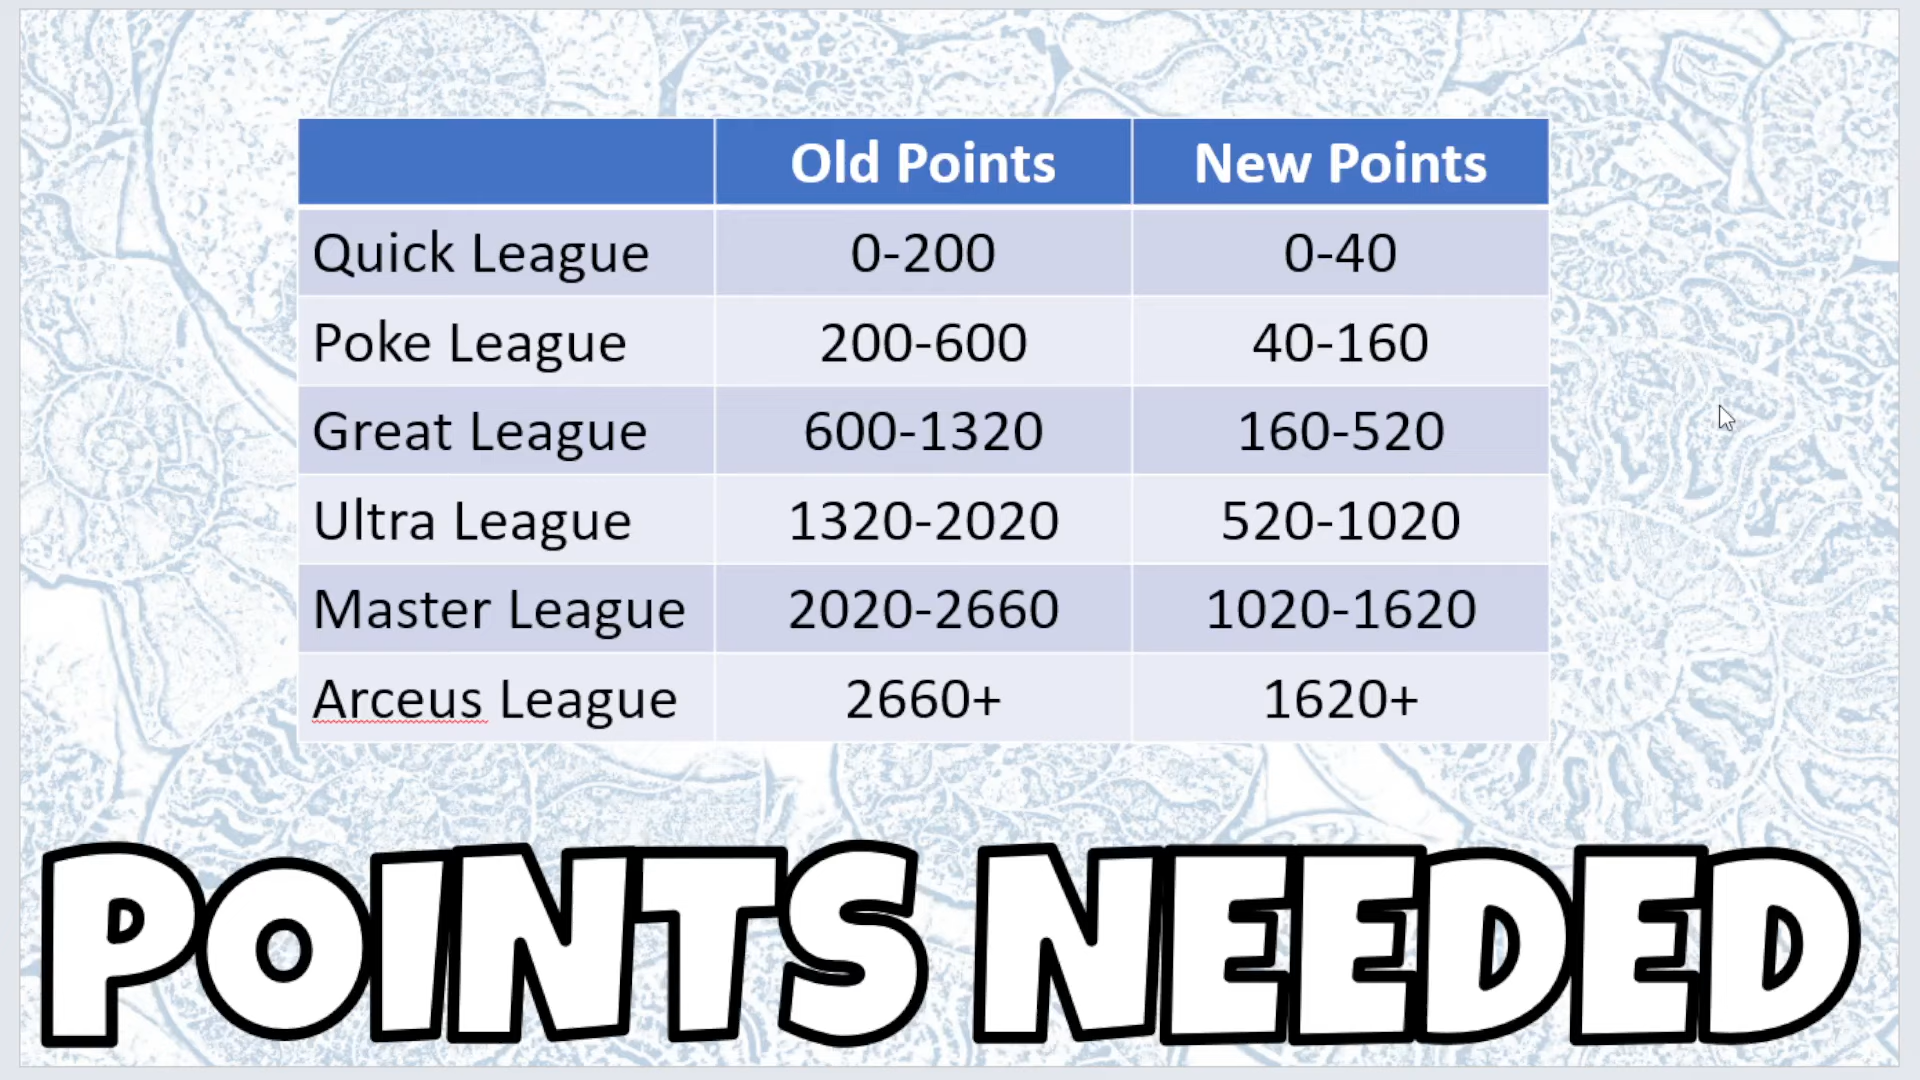 Old Points New Points
Quick League 0-200 0-40
Poke League 200-600 40-160
Great League 600-1320 160-520
Ultra League 1320-2020 520-1020
Master League 2020-2660 1020-1620
Arceus League 2660+ 1620+
POINTS NEEDED